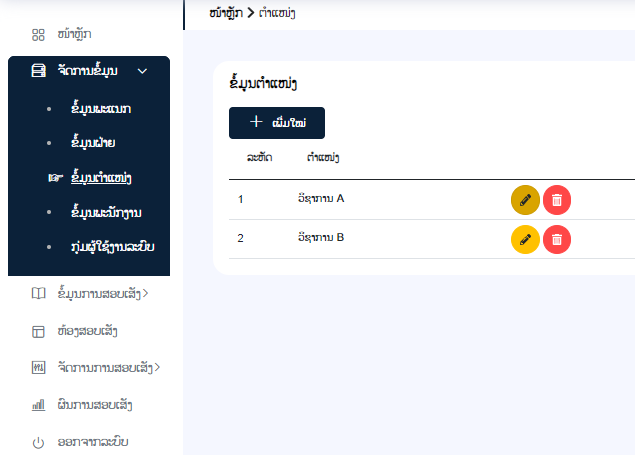 ໜ້າຫຼັກ
ຈັດການຂໍ້ມູນ
ຂໍ້ມູນພະແນກ
ຂໍ້ມູນຝ່າຍ
ຂໍ້ມູນຕຳແໜ່ງ
ຂໍ້ມູນພະນັກງານ
ກຸ່ມຜູ້ໃຊ້ງານລະບົບ
ຂໍ້ມູນການສອບເສັງ
ຫ້ອງສອບເສັງ
ຈັດການການສອບເສັງ
ຜົນການສອບເສັງ
ອອກຈາກລະບົບ
ໜ້າຫຼັກ > ຕຳແໜ່ງ
ຂໍ້ມູນຕຳແໜ່ງ
ເພີ່ມໃໝ່
ລະຫັດ ຕຳແໜ່ງ
1 ວິຊາການ A
2 ວິຊາການ B